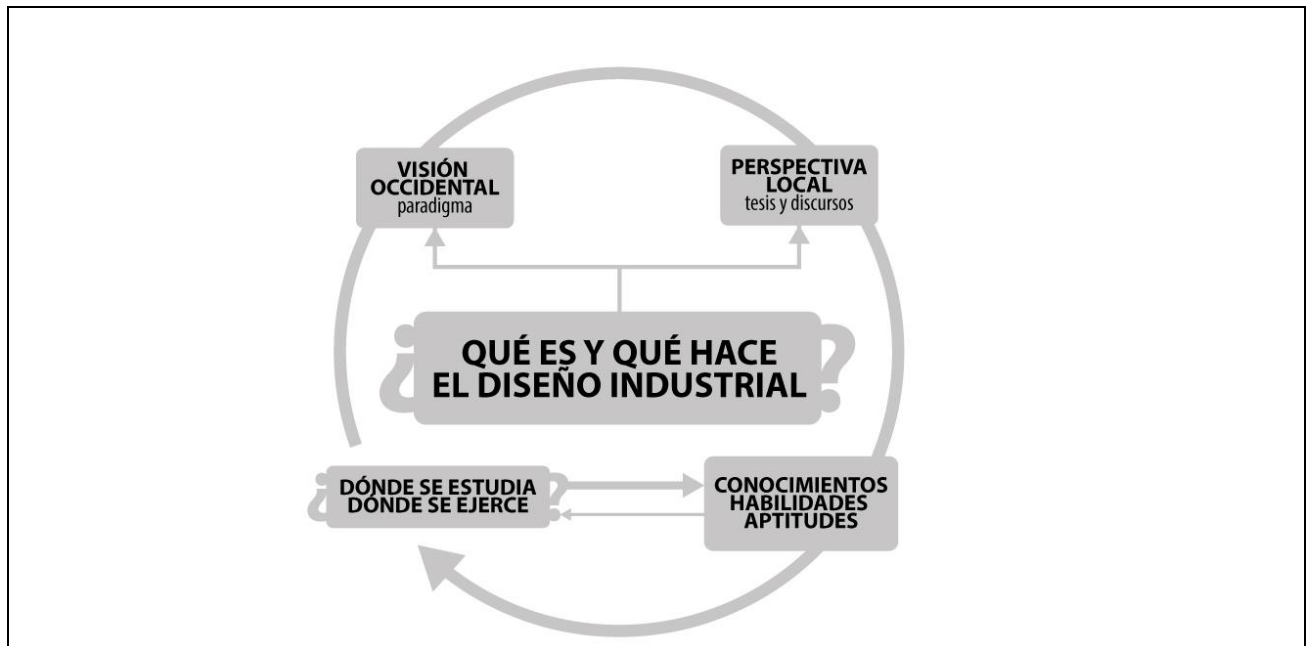 VISIÓN
OCCIDENTAL
paradigma
PERSPECTIVA
LOCAL
tesis y discursos
¿QUÉ ES Y QUÉ HACE
EL DISEÑO INDUSTRIAL?
¿DÓNDE SE ESTUDIA
DÓNDE SE EJERCE?
CONOCIMIENTOS
HABILIDADES
APTITUDES